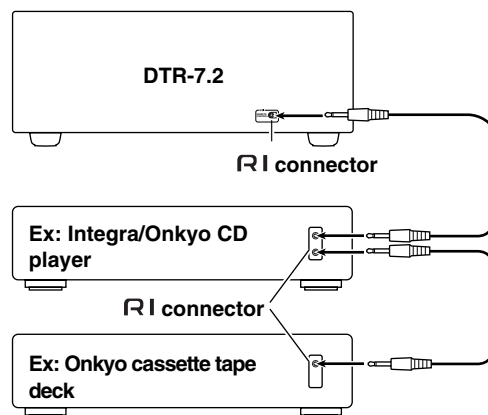 DTR-7.2
RI connector
Ex: Integra/Onkyo CD
player
RI connector
Ex: Onkyo cassette tape
deck